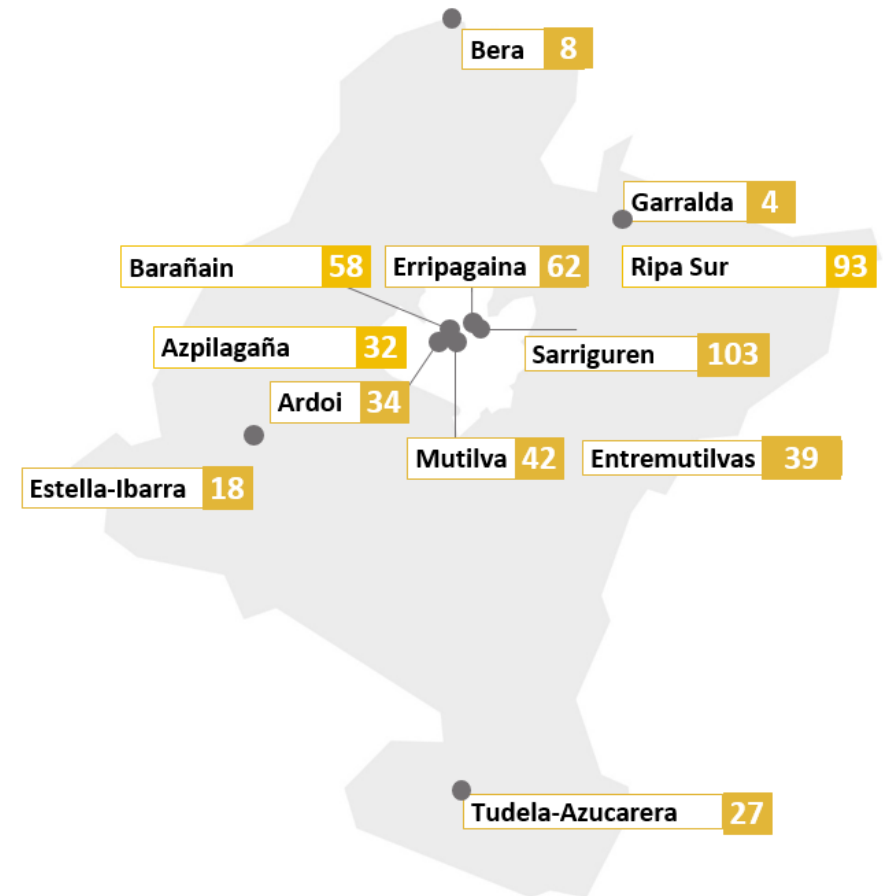 Bera 8
Garralda 4
Barañain 58
Erripagaina 62
Ripa Sur 93
Azpilagaña 32
Sarriguren 103
Ardoi 34
Mutilva 42
Entremutilvas 39
Estella-Ibarra 18
Tudela-Azucarera 27